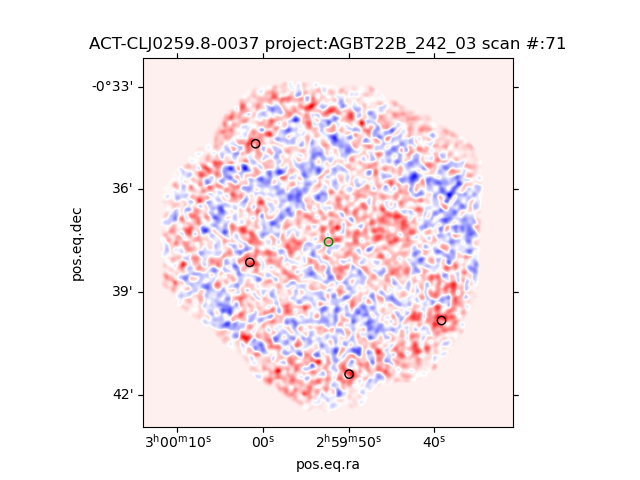 ACT-CLJ0259.8-0037 project:AGBT22B_242_03 scan #:71
-0°33'
36'
39'
42'
pos.eq.dec
3ʰ00ᵐ10ˢ 00ˢ 2ʰ59ᵐ50ˢ 40ˢ
pos.eq.ra